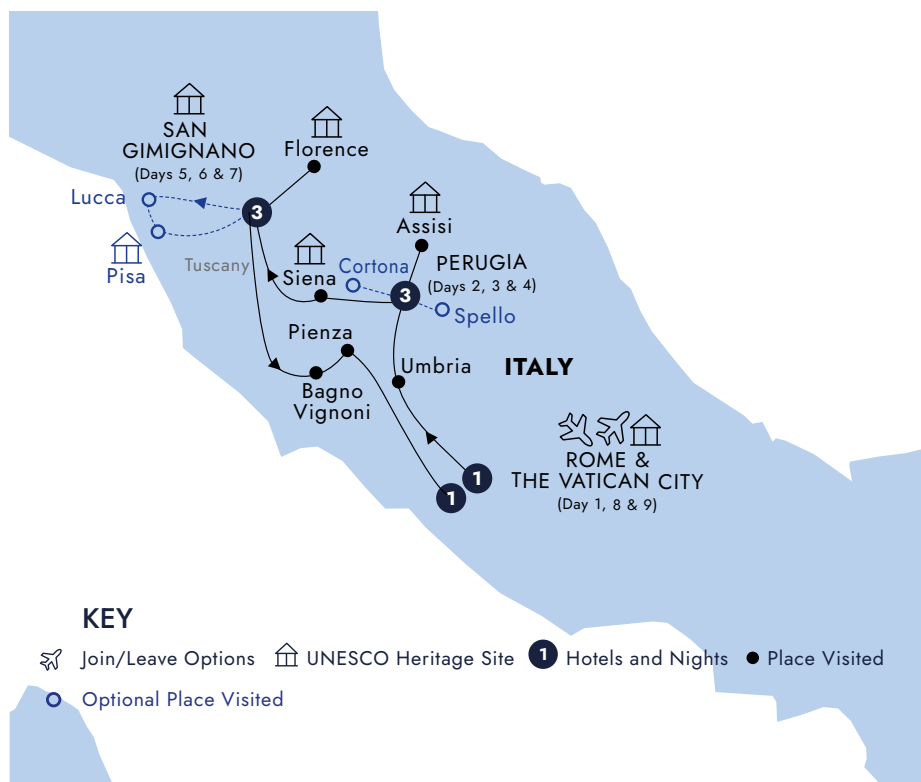 SAN
GIMIGNANO
(Days 5, 6 & 7)
Florence
Lucca
3
Assisi
Pisa
Tuscany
Siena
Cortona
PERUGIA
(Days 2, 3 & 4)
3
Spello
Pienza
Umbria
ITALY
Bagno
Vignoni
ROME &
THE VATICAN CITY
(Day 1, 8 & 9)
1
1
KEY
Join/Leave Options
UNESCO Heritage Site
1
Hotels and Nights
Place Visited
Optional Place Visited